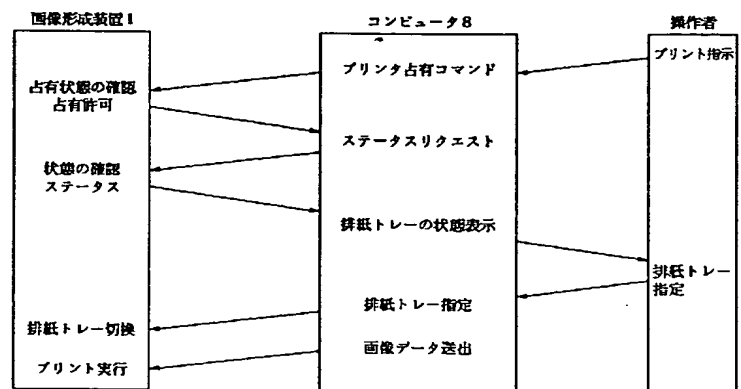 画像形成装置1
コンピュータ8
操作者
プリント指示
プリンタ占有コマンド
占有状態の確認
占有許可
ステータスリクエスト
状態の確認
ステータス
排紙トレーの状態表示
排紙トレー
指定
排紙トレー指定
排紙トレー切換
画像データ送出
プリント実行